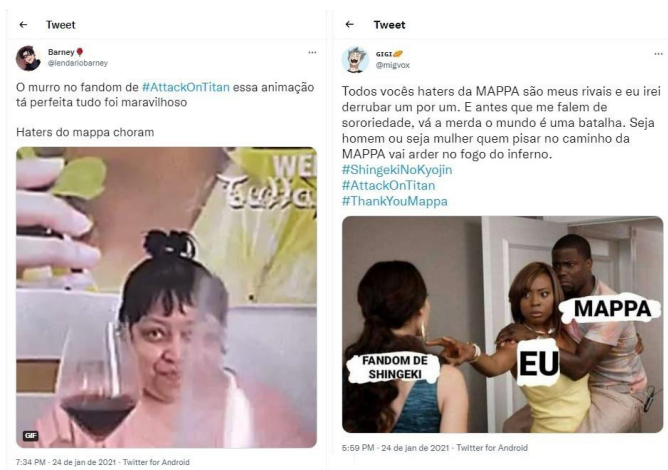 Tweet
Barney🌹
@lendariobarney
O murro no fandom de #AttackOnTitan essa animação
tá perfeita tudo foi maravilhoso
Haters do mappa choram
GIF
7:34 PM · 24 de jan de 2021 · Twitter for Android
Tweet
GIGI🥖
@migvox
Todos vocês haters da MAPPA são meus rivais e eu irei
derrubar um por um. E antes que me falem de
sororiedade, vá a merda o mundo é uma batalha. Seja
homem ou seja mulher quem pisar no caminho da
MAPPA vai arder no fogo do inferno.
#ShingekiNoKyojin
#AttackOnTitan
#ThankYouMappa
MAPPA
FANDOM DE
SHINGEKI
EU
5:59 PM · 24 de jan de 2021 · Twitter for Android